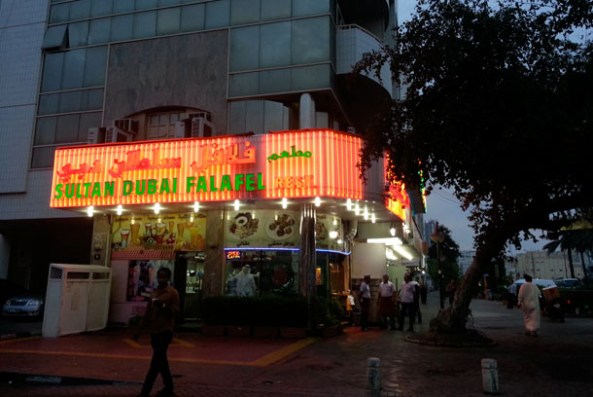 مطعم فلافل سلطان دبي
SULTAN DUBAI FALAFEL REST.